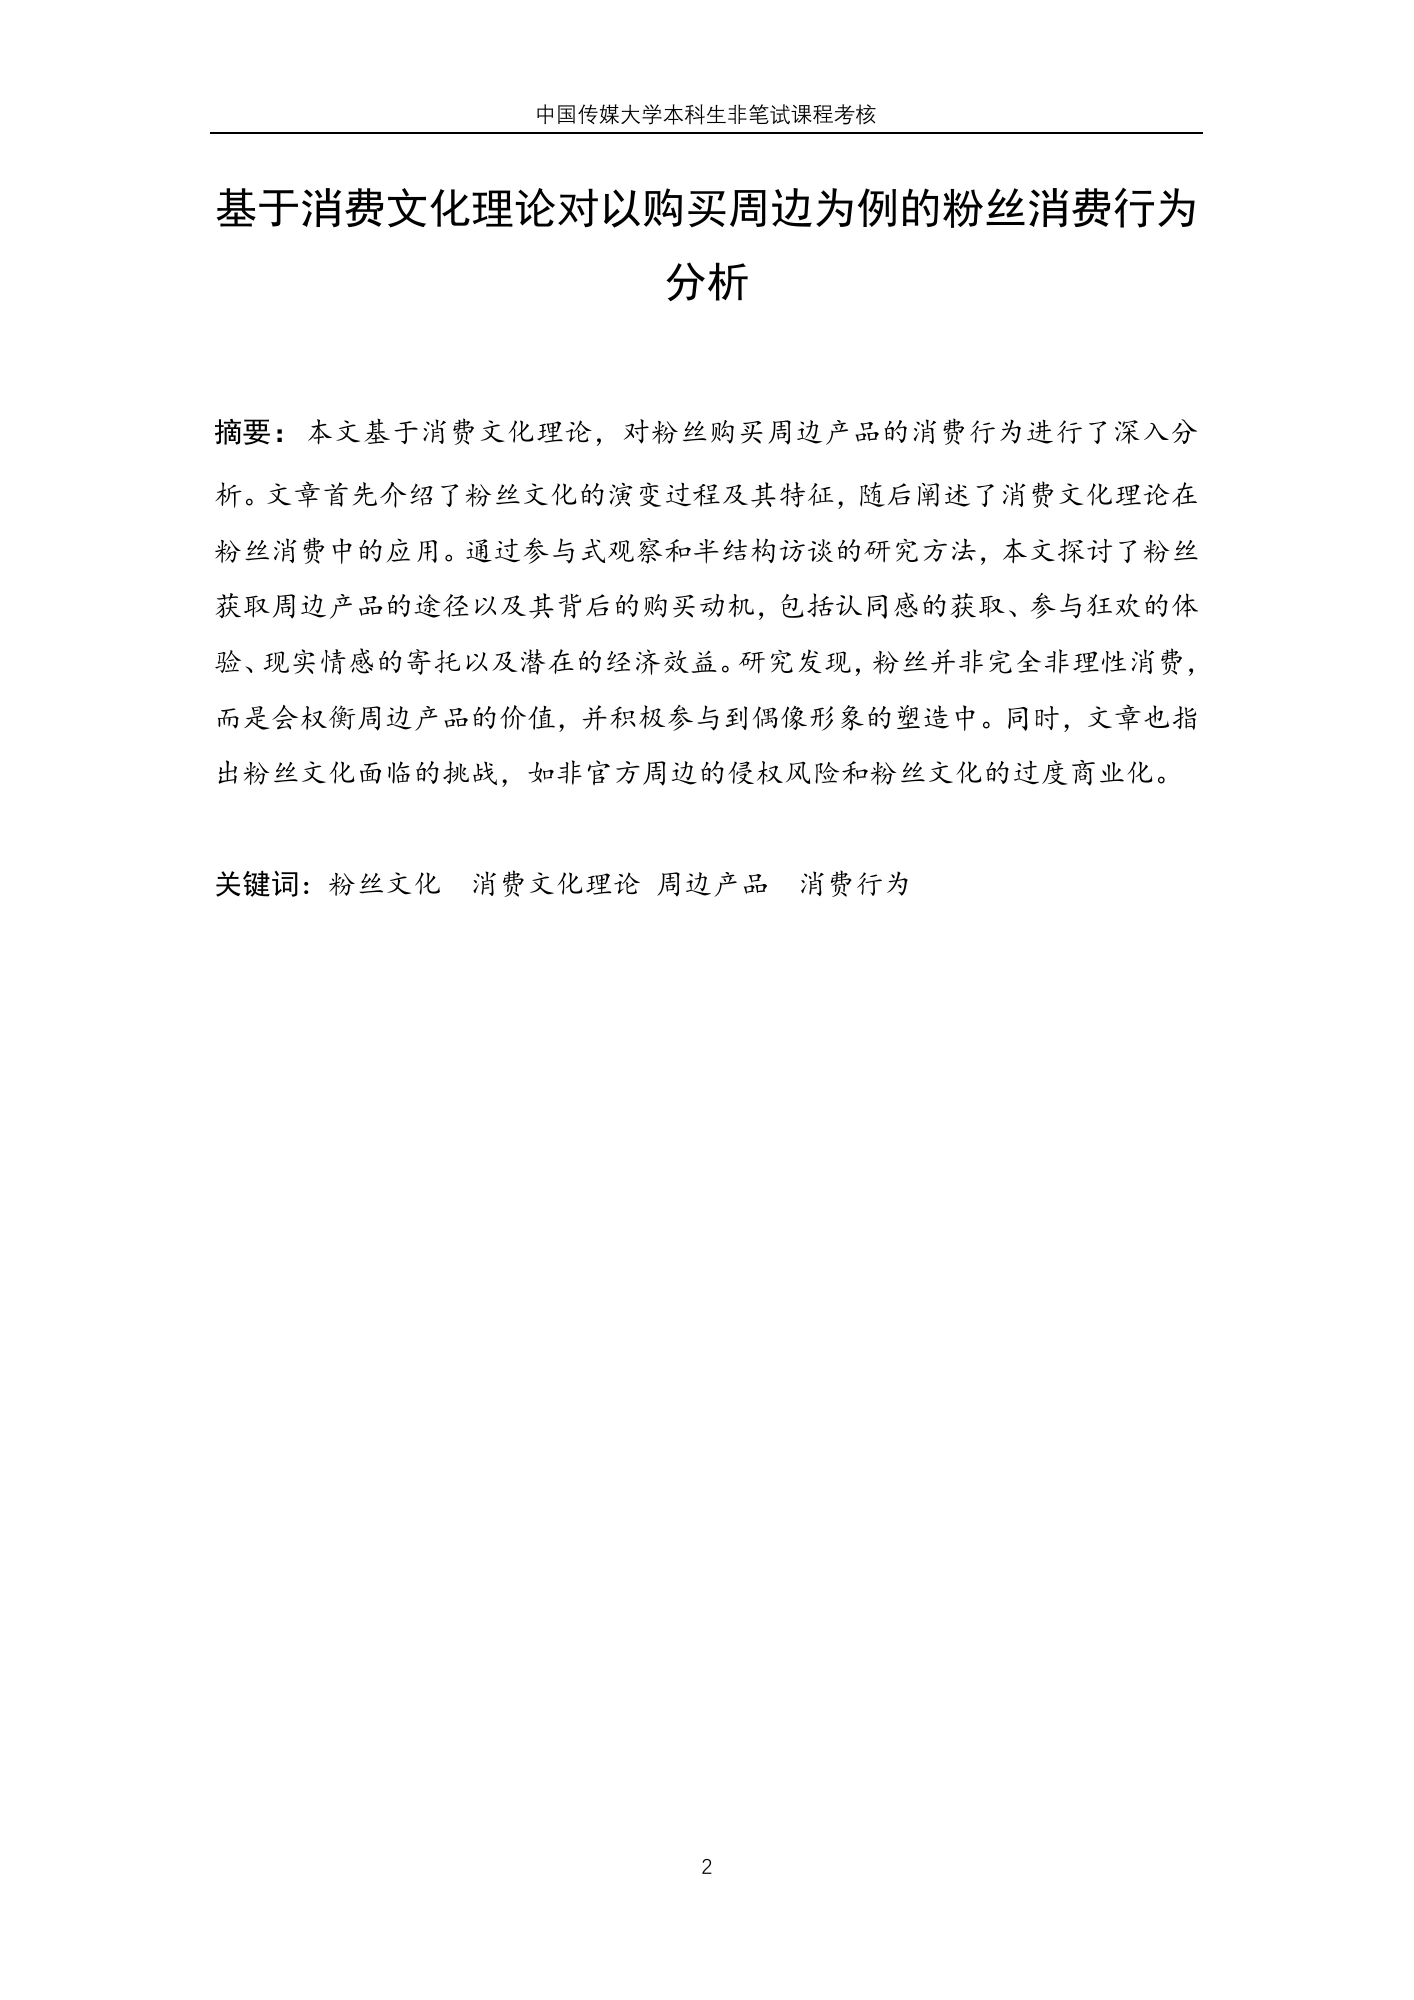 中国传媒大学本科生非笔试课程考核
基于消费文化理论对以购买周边为例的粉丝消费行为
分析
摘要：本文基于消费文化理论，对粉丝购买周边产品的消费行为进行了深入分
析。文章首先介绍了粉丝文化的演变过程及其特征，随后阐述了消费文化理论在
粉丝消费中的应用。通过参与式观察和半结构访谈的研究方法，本文探讨了粉丝
获取周边产品的途径以及其背后的购买动机，包括认同感的获取、参与狂欢的体
验、现实情感的寄托以及潜在的经济效益。研究发现，粉丝并非完全非理性消费，
而是会权衡周边产品的价值，并积极参与到偶像形象的塑造中。同时，文章也指
出粉丝文化面临的挑战，如非官方周边的侵权风险和粉丝文化的过度商业化。
关键词：粉丝文化　消费文化理论 周边产品　消费行为
2